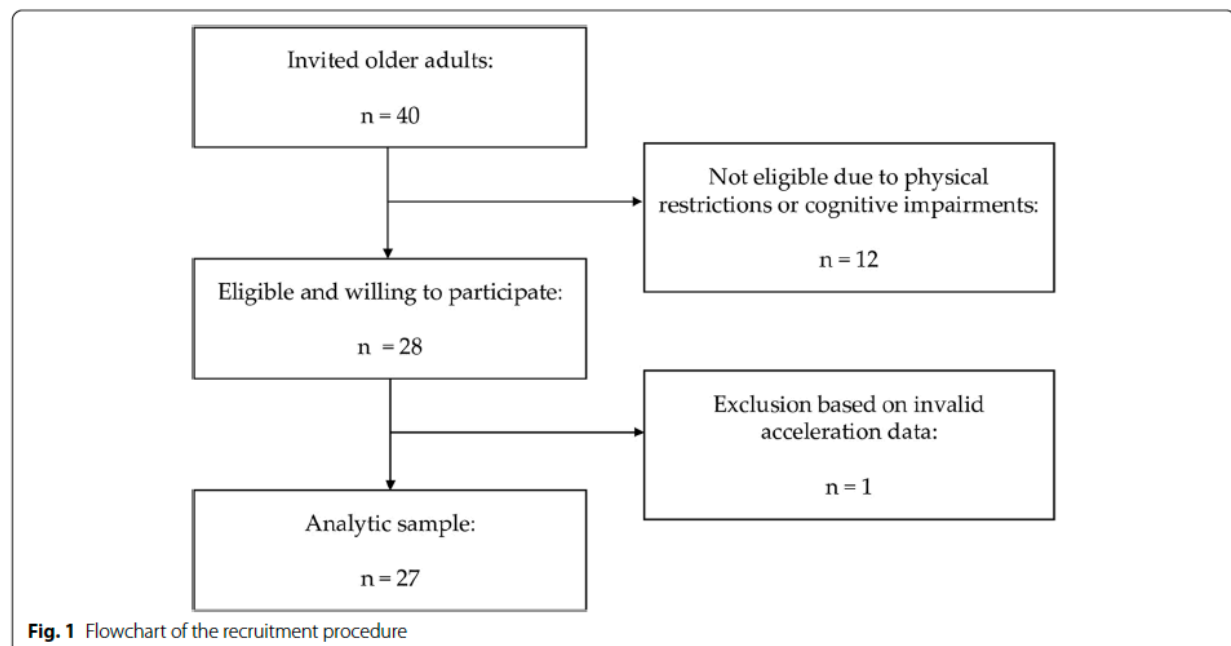 Invited older adults:
n = 40
Not eligible due to physical
restrictions or cognitive impairments:
n = 12
Eligible and willing to participate:
n = 28
Exclusion based on invalid
acceleration data:
n = 1
Analytic sample:
n = 27
Fig. 1 Flowchart of the recruitment procedure